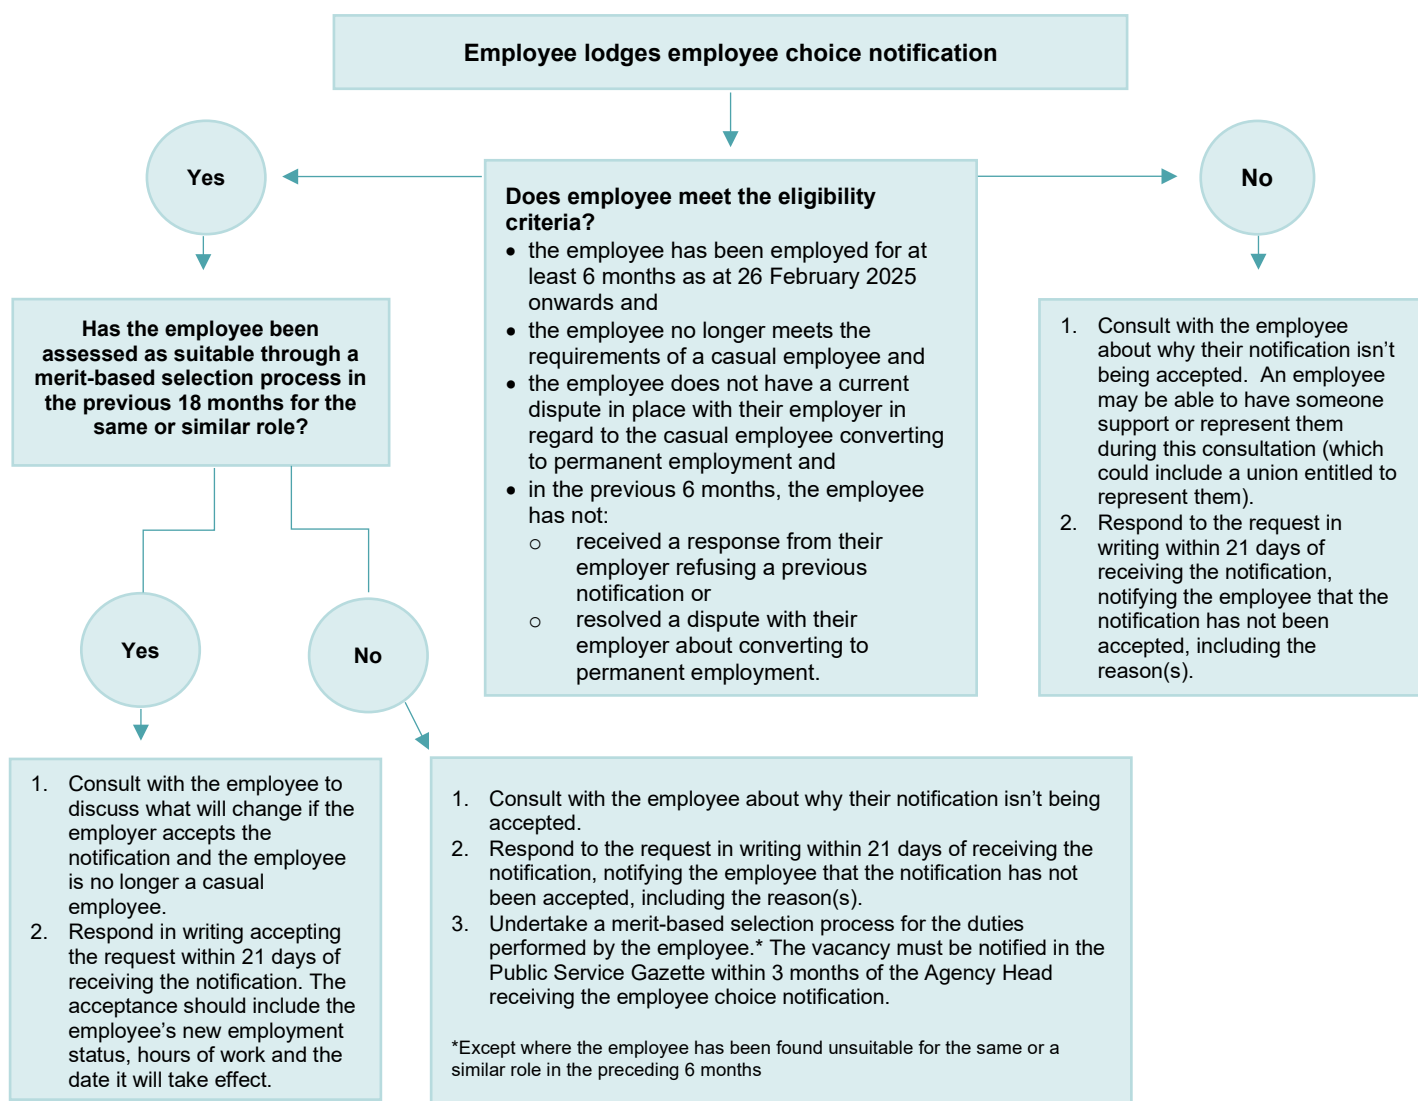 Employee lodges employee choice notification
Yes
Does employee meet the eligibility
criteria?
• the employee has been employed for at
least 6 months as at 26 February 2025
onwards and
• the employee no longer meets the
requirements of a casual employee and
• the employee does not have a current
dispute in place with their employer in
regard to the casual employee converting
to permanent employment and
• in the previous 6 months, the employee
has not:
o received a response from their
employer refusing a previous
notification or
o resolved a dispute with their
employer about converting to
permanent employment.
No
Has the employee been
assessed as suitable through a
merit-based selection process in
the previous 18 months for the
same or similar role?
1. Consult with the employee
about why their notification isn't
being accepted.  An employee
may be able to have someone
support or represent them
during this consultation (which
could include a union entitled to
represent them).
2. Respond to the request in
writing within 21 days of
receiving the notification,
notifying the employee that the
notification has not been
accepted, including the
reason(s).
Yes
No
1. Consult with the employee to
discuss what will change if the
employer accepts the
notification and the employee
is no longer a casual
employee.
2. Respond in writing accepting
the request within 21 days of
receiving the notification. The
acceptance should include the
employee's new employment
status, hours of work and the
date it will take effect.
1. Consult with the employee about why their notification isn't being
accepted.
2. Respond to the request in writing within 21 days of receiving the
notification, notifying the employee that the notification has not
been accepted, including the reason(s).
3. Undertake a merit-based selection process for the duties
performed by the employee.* The vacancy must be notified in the
Public Service Gazette within 3 months of the Agency Head
receiving the employee choice notification.
*Except where the employee has been found unsuitable for the same or a
similar role in the preceding 6 months